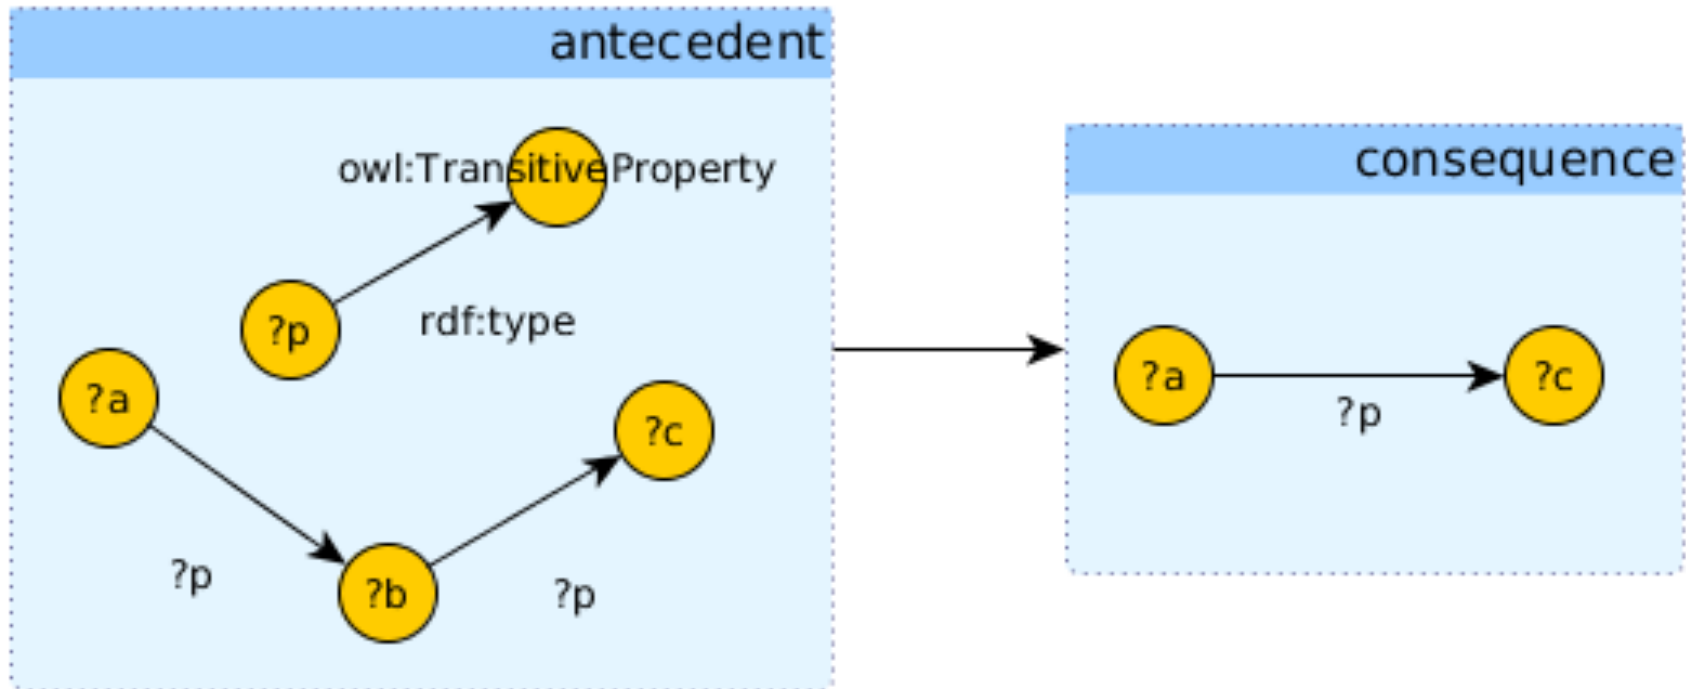 antecedent
owl:TransitiveProperty
?p
rdf:type
?a
?c
?p
?b
?p
consequence
?a
?c
?p